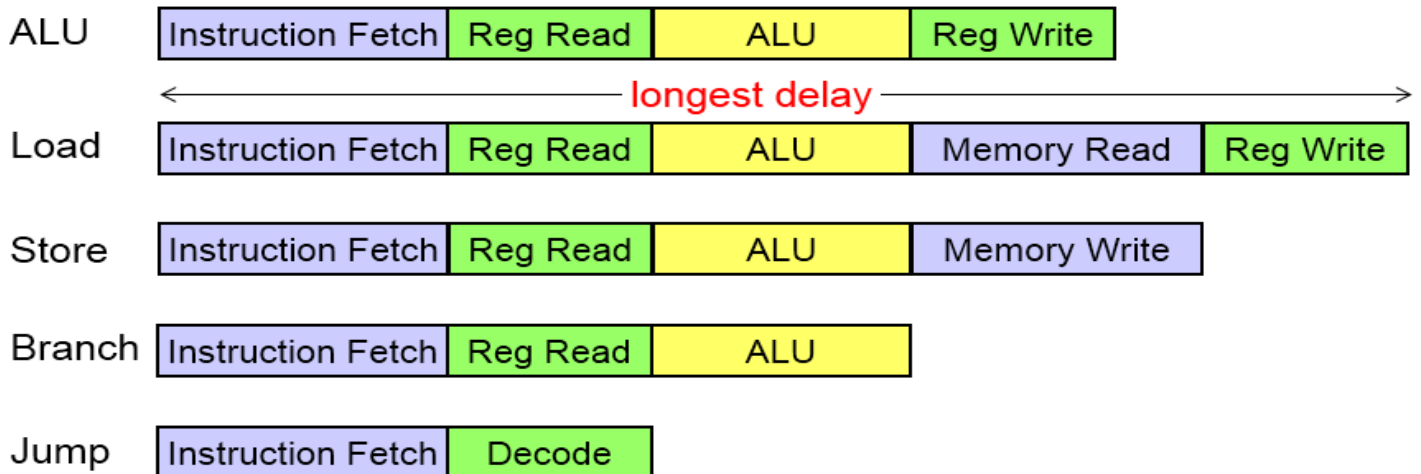 ALU Instruction Fetch Reg Read ALU Reg Write
longest delay
Load Instruction Fetch Reg Read ALU Memory Read Reg Write
Store Instruction Fetch Reg Read ALU Memory Write
Branch Instruction Fetch Reg Read ALU
Jump Instruction Fetch Decode